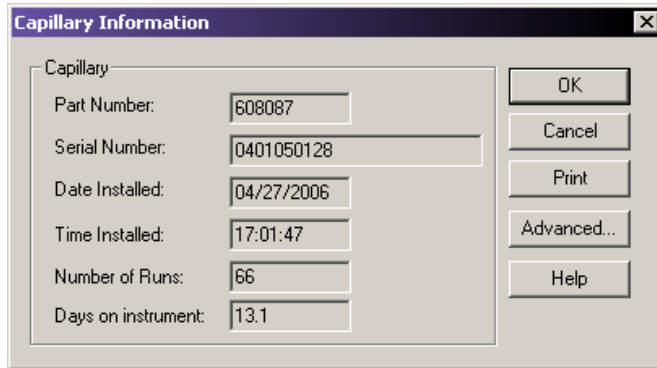 Capillary Information
Capillary
Part Number: 608087
Serial Number: 0401050128
Date Installed: 04/27/2006
Time Installed: 17:01:47
Number of Runs: 66
Days on instrument: 13.1
OK
Cancel
Print
Advanced...
Help